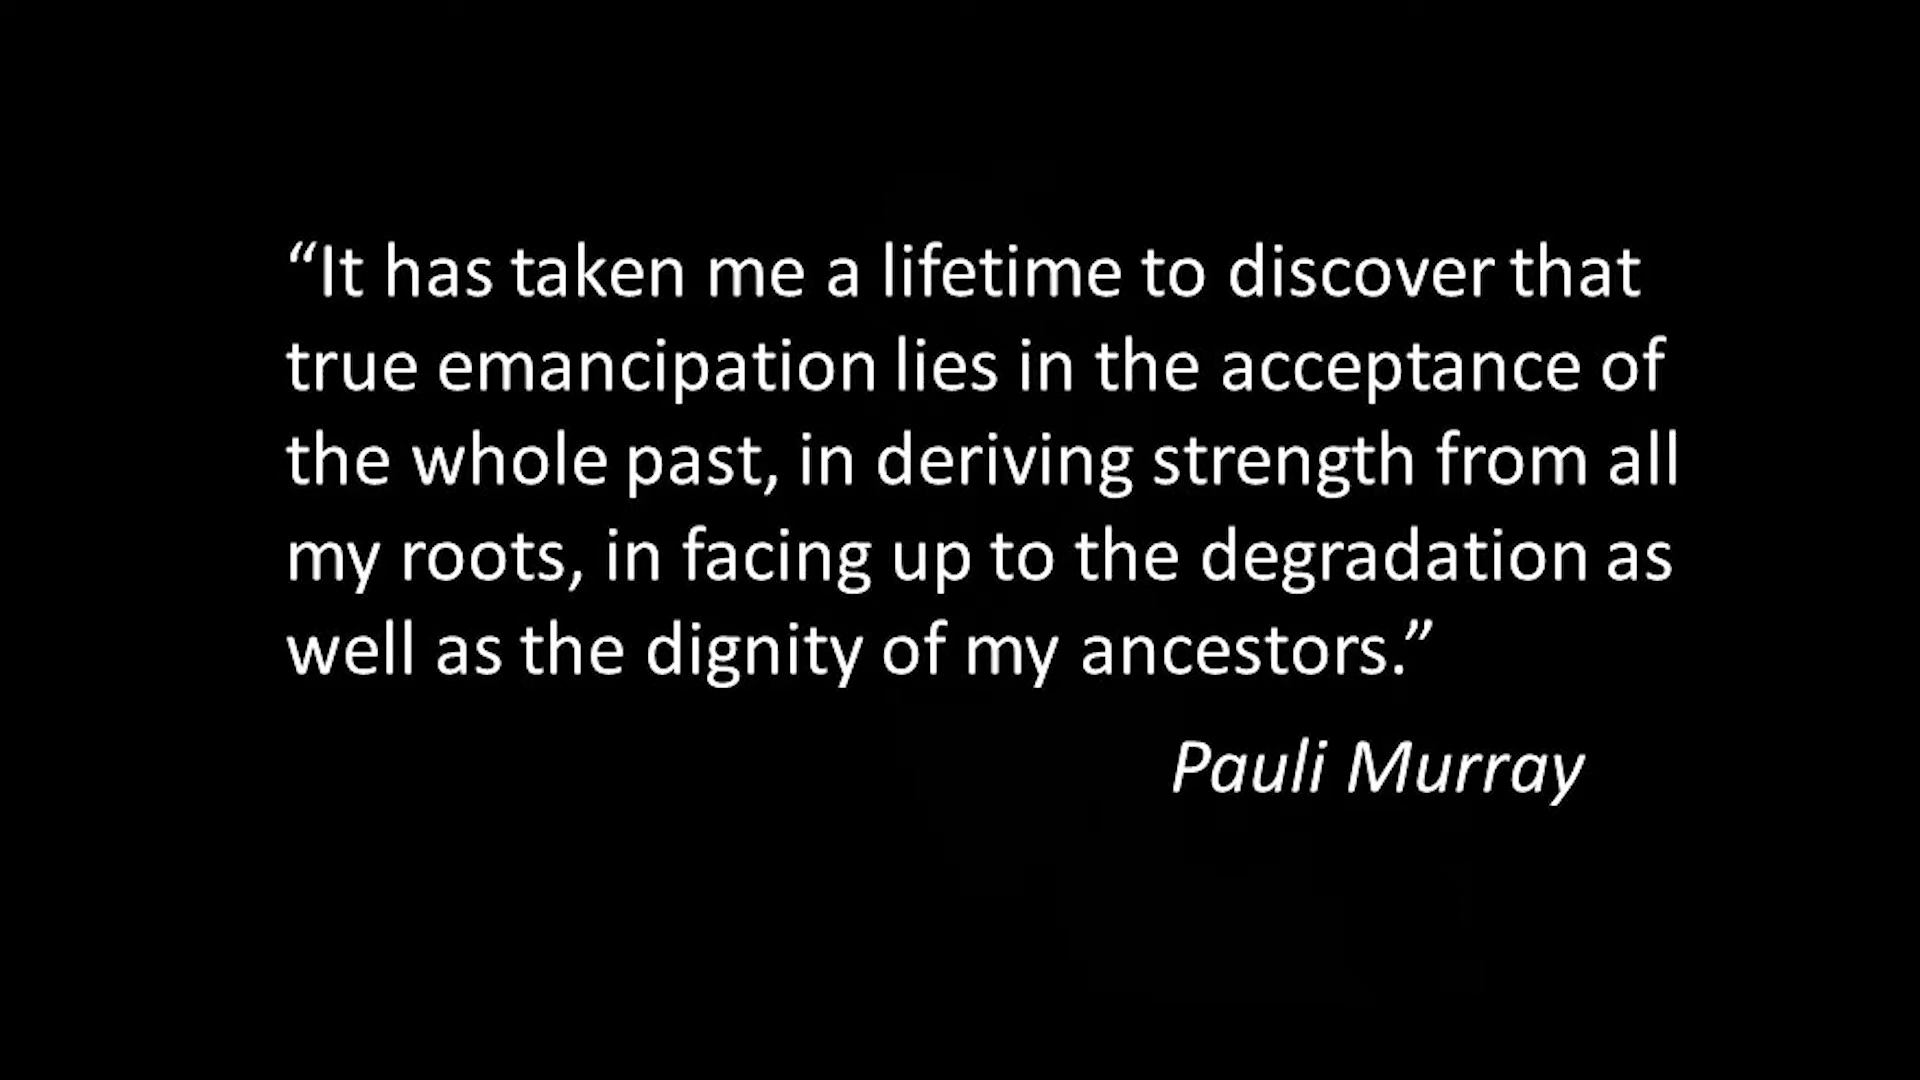 “It has taken me a lifetime to discover that
true emancipation lies in the acceptance of
the whole past, in deriving strength from all
my roots, in facing up to the degradation as
well as the dignity of my ancestors.”
Pauli Murray